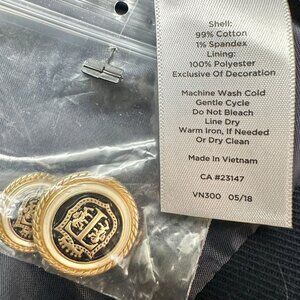 Shell:
99% Cotton
1% Spandex
Lining:
100% Polyester
Exclusive Of Decoration
Machine Wash Cold
Gentle Cycle
Do Not Bleach
Line Dry
Warm Iron, If Needed
Or Dry Clean
Made in Vietnam
CA #23147
VN300 05/18